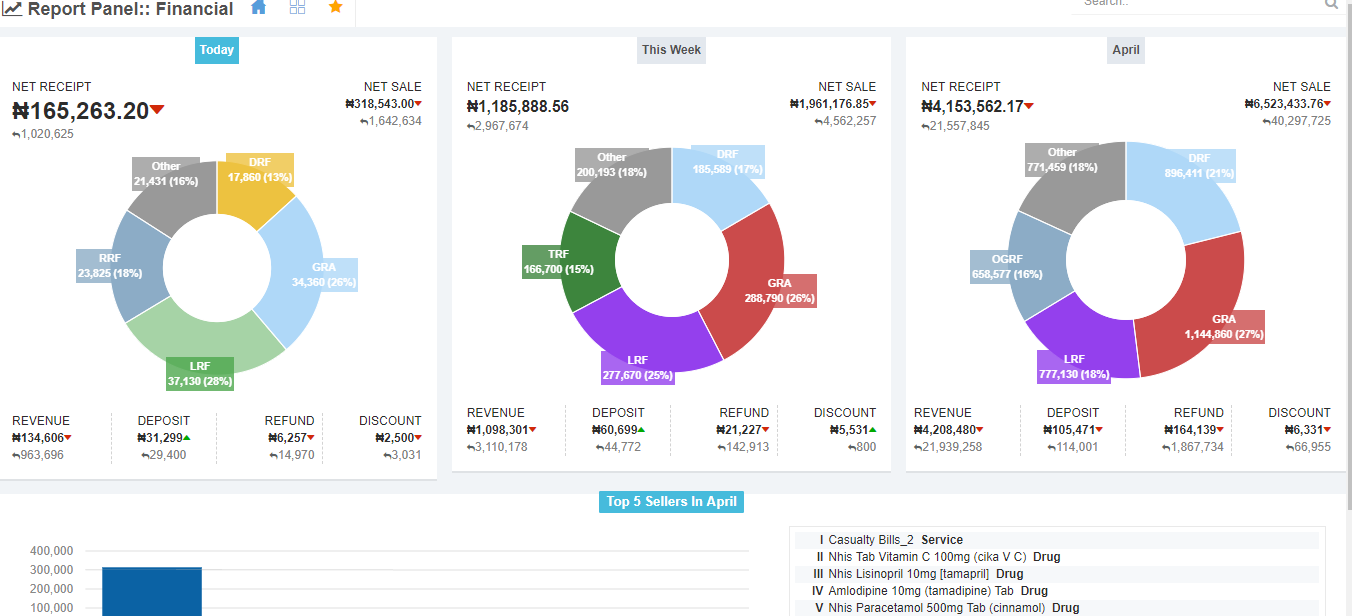 Report Panel:: Financial
Search..
Today
NET RECEIPT
NET SALE
₦165,263.20
₦318,543.00
1,020,625
1,642,634
Other
21,431 (16%)
DRF
17,860 (13%)
RRF
23,825 (18%)
GRA
34,360 (26%)
LRF
37,130 (28%)
REVENUE
DEPOSIT
REFUND
DISCOUNT
₦134,606
₦31,299
₦6,257
₦2,500
963,696
29,400
14,970
3,031
This Week
NET RECEIPT
NET SALE
₦1,185,888.56
₦1,961,176.85
2,967,674
4,562,257
Other
200,193 (18%)
DRF
185,589 (17%)
TRF
166,700 (15%)
GRA
288,790 (26%)
LRF
277,670 (25%)
REVENUE
DEPOSIT
REFUND
DISCOUNT
₦1,098,301
₦60,699
₦21,227
₦5,531
3,110,178
44,772
142,913
800
April
NET RECEIPT
NET SALE
₦4,153,562.17
₦6,523,433.76
21,557,845
40,297,725
Other
771,459 (18%)
DRF
896,411 (21%)
OGRF
658,577 (16%)
GRA
1,144,860 (27%)
LRF
777,130 (18%)
REVENUE
DEPOSIT
REFUND
DISCOUNT
₦4,208,480
₦105,471
₦164,139
₦6,331
21,939,258
114,001
1,867,734
66,955
Top 5 Sellers In April
400,000
300,000
200,000
100,000
I Casualty Bills_2 Service
II Nhis Tab Vitamin C 100mg (cika V C) Drug
III Nhis Lisinopril 10mg [tamapril] Drug
IV Amlodipine 10mg (tamadipine) Tab Drug
V Nhis Paracetamol 500mg Tab (cinnamol) Drug